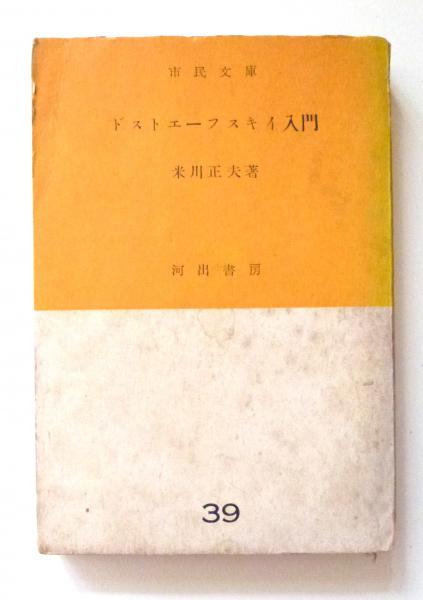 市民文庫
ドストエーフスキイ入門
米川正夫著
河出書房
39